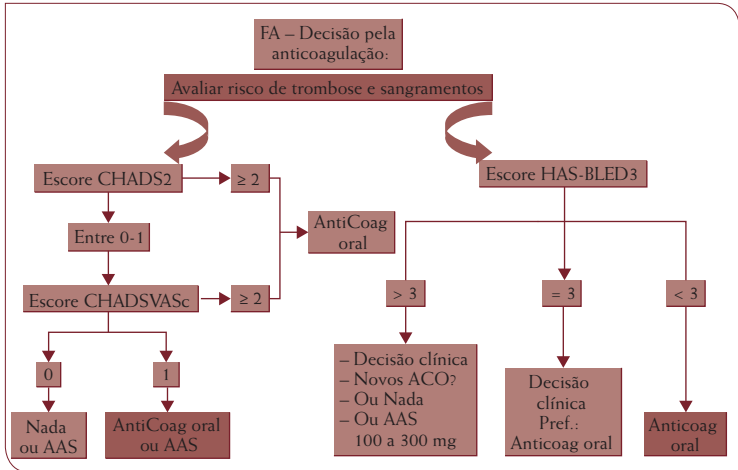 FA – Decisão pela
anticoagulação:
Avaliar risco de trombose e sangramentos
Escore CHADS2
≥ 2
Entre 0-1
Escore CHADSVASc
≥ 2
AntiCoag
oral
0
1
Nada
ou AAS
AntiCoag oral
ou AAS
Escore HAS-BLED3
> 3
= 3
< 3
– Decisão clínica
– Novos ACO?
– Ou Nada
– Ou AAS
100 a 300 mg
Decisão
clínica
Pref.:
Anticoag oral
Anticoag
oral